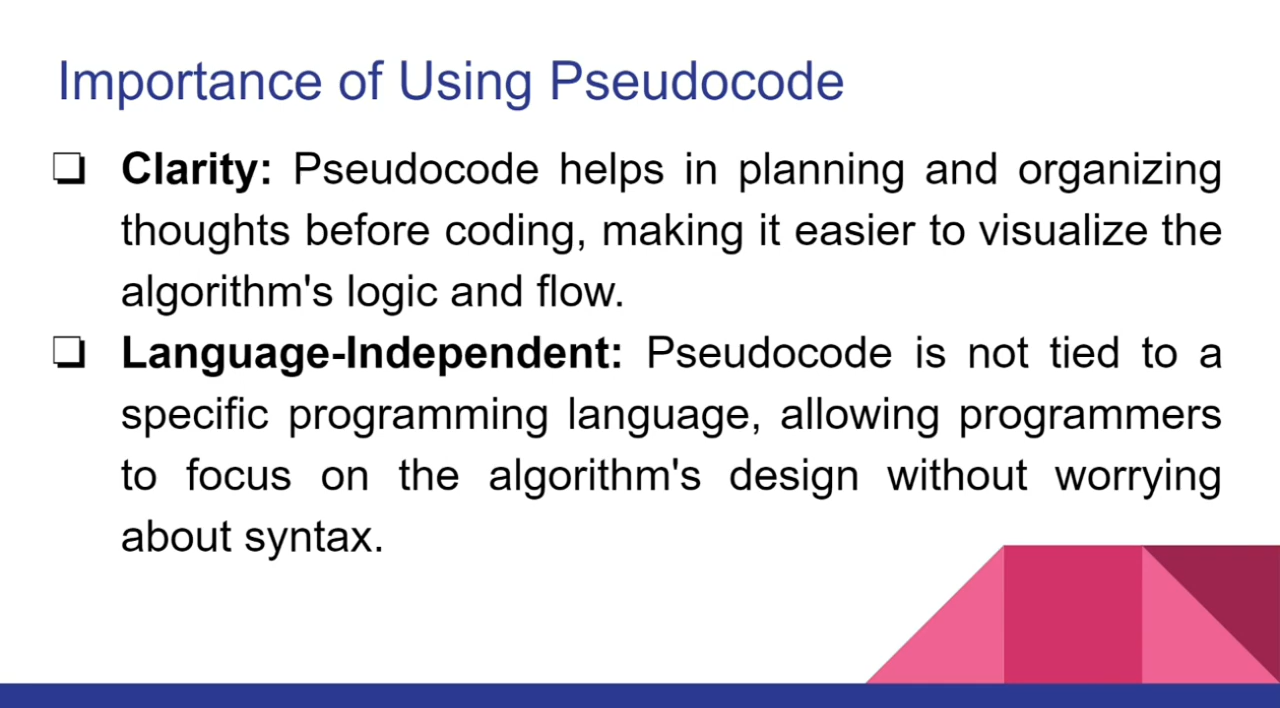 Importance of Using Pseudocode
❏ Clarity: Pseudocode helps in planning and organizing
thoughts before coding, making it easier to visualize the
algorithm's logic and flow.
❏ Language-Independent: Pseudocode is not tied to a
specific programming language, allowing programmers
to focus on the algorithm's design without worrying
about syntax.